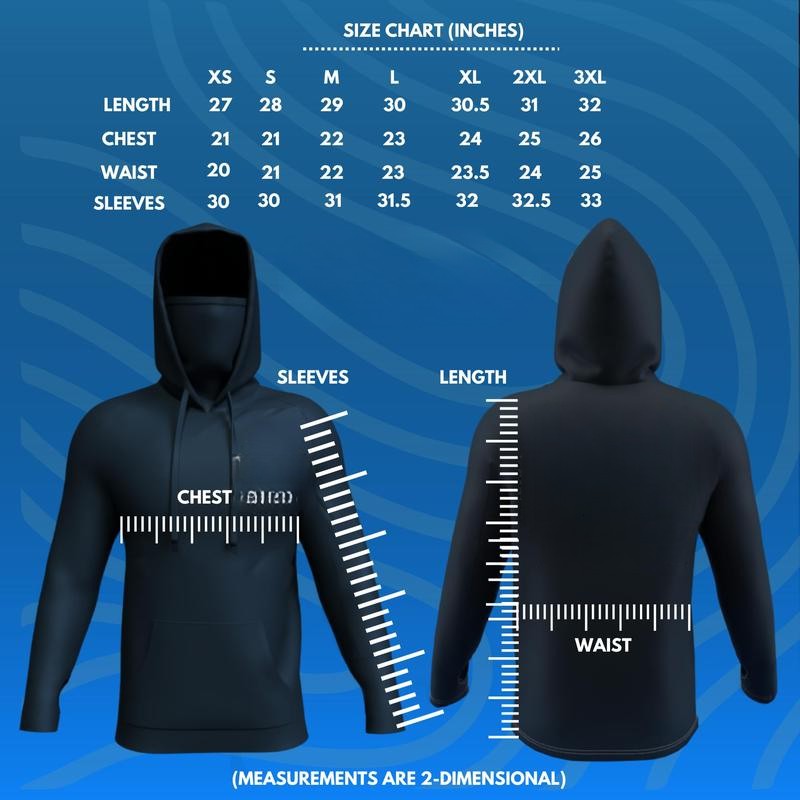 SIZE CHART (INCHES)
XS S M L XL 2XL 3XL
LENGTH 27 28 29 30 30.5 31 32
CHEST 21 21 22 23 24 25 26
WAIST 20 21 22 23 23.5 24 25
SLEEVES 30 30 31 31.5 32 32.5 33
SLEEVES
LENGTH
CHEST
WAIST
(MEASUREMENTS ARE 2-DIMENSIONAL)